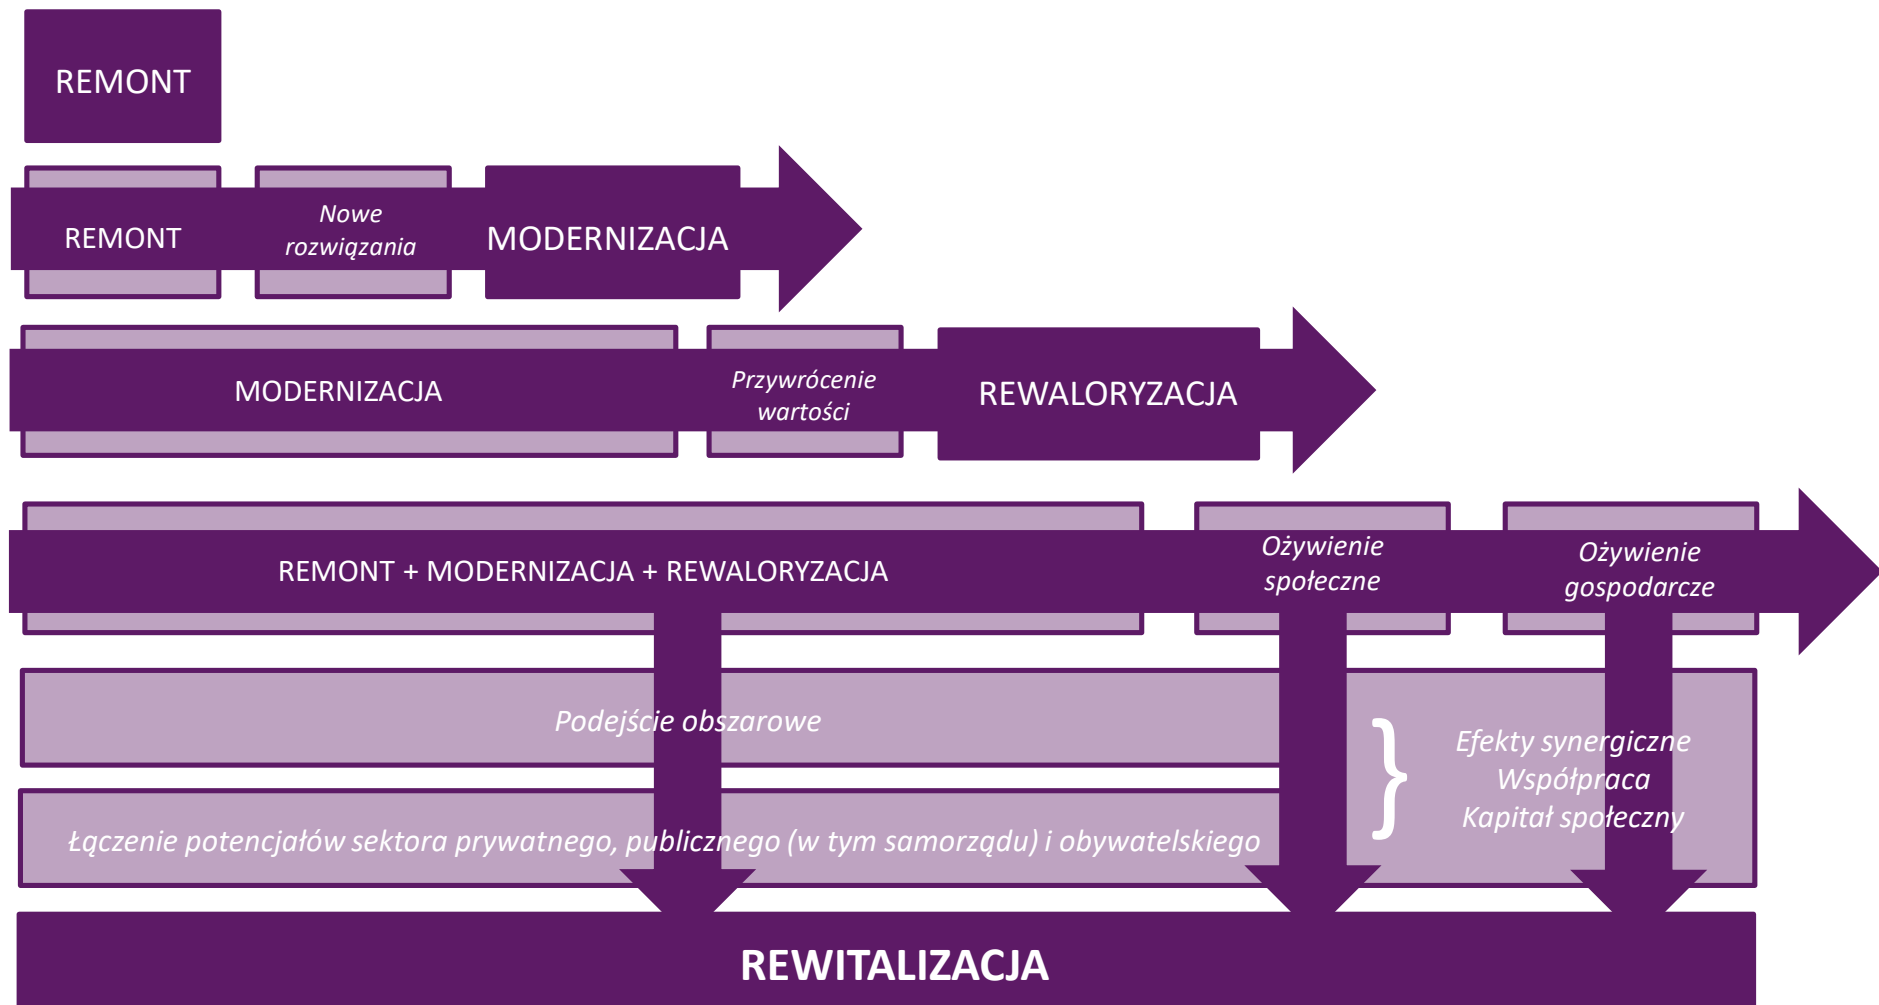 REMONT
REMONT
Nowe
rozwiązania
MODERNIZACJA
MODERNIZACJA
Przywrócenie
wartości
REWALORYZACJA
REMONT + MODERNIZACJA + REWALORYZACJA
Ożywienie
społeczne
Ożywienie
gospodarcze
Podejście obszarowe
}
Efekty synergiczne
Współpraca
Kapitał społeczny
Łączenie potencjałów sektora prywatnego, publicznego (w tym samorządu) i obywatelskiego
REWITALIZACJA